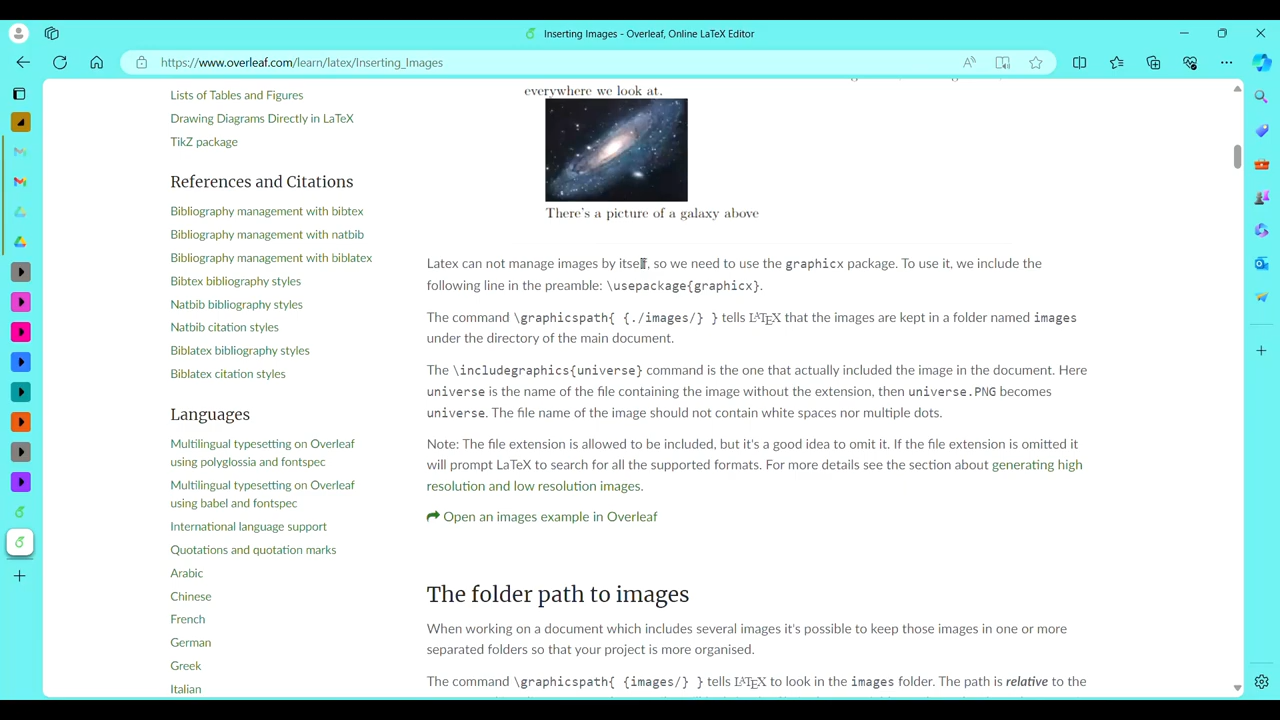 Inserting Images - Overleaf, Online LaTeX Editor
https://www.overleaf.com/learn/latex/Inserting_Images
Lists of Tables and Figures
Drawing Diagrams Directly in LaTeX
TikZ package
References and Citations
Bibliography management with bibtex
Bibliography management with natbib
Bibliography management with biblatex
Bibtex bibliography styles
Natbib bibliography styles
Natbib citation styles
Biblatex bibliography styles
Biblatex citation styles
Languages
Multilingual typesetting on Overleaf
using polyglossia and fontspec
Multilingual typesetting on Overleaf
using babel and fontspec
International language support
Quotations and quotation marks
Arabic
Chinese
French
German
Greek
Italian
everywhere we look at.
There's a picture of a galaxy above
Latex can not manage images by itself, so we need to use the graphicx package. To use it, we include the
following line in the preamble: \usepackage{graphicx}.
The command \graphicspath{ {./images/} } tells LATEX that the images are kept in a folder named images
under the directory of the main document.
The \includegraphics{universe} command is the one that actually included the image in the document. Here
universe is the name of the file containing the image without the extension, then universe.PNG becomes
universe. The file name of the image should not contain white spaces nor multiple dots.
Note: The file extension is allowed to be included, but it's a good idea to omit it. If the file extension is omitted it
will prompt LaTeX to search for all the supported formats. For more details see the section about generating high
resolution and low resolution images.
Open an images example in Overleaf
The folder path to images
When working on a document which includes several images it's possible to keep those images in one or more
separated folders so that your project is more organised.
The command \graphicspath{ {images/} } tells LATEX to look in the images folder. The path is relative to the